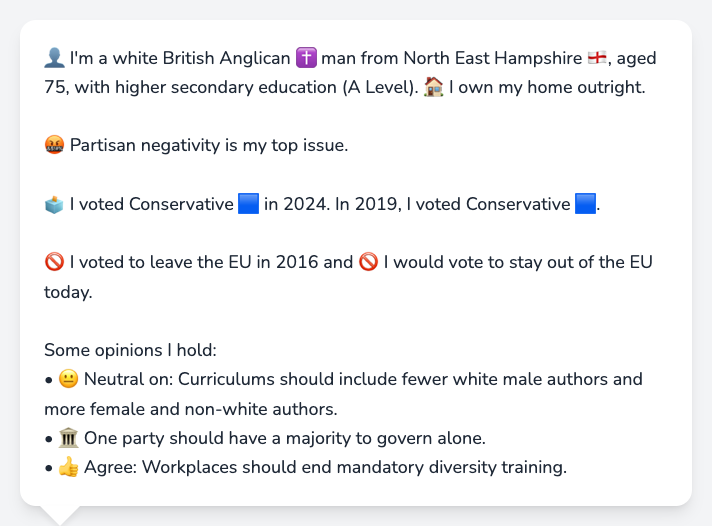 👤 I'm a white British Anglican ✝️ man from North East Hampshire 🏴󠁧󠁢󠁥󠁮󠁧󠁿, aged
75, with higher secondary education (A Level). 🏠 I own my home outright.
🤬 Partisan negativity is my top issue.
🗳️ I voted Conservative 🟦 in 2024. In 2019, I voted Conservative 🟦.
🚫 I voted to leave the EU in 2016 and 🚫 I would vote to stay out of the EU
today.
Some opinions I hold:
• 😐 Neutral on: Curriculums should include fewer white male authors and
more female and non-white authors.
• 🏛️ One party should have a majority to govern alone.
• 👍 Agree: Workplaces should end mandatory diversity training.